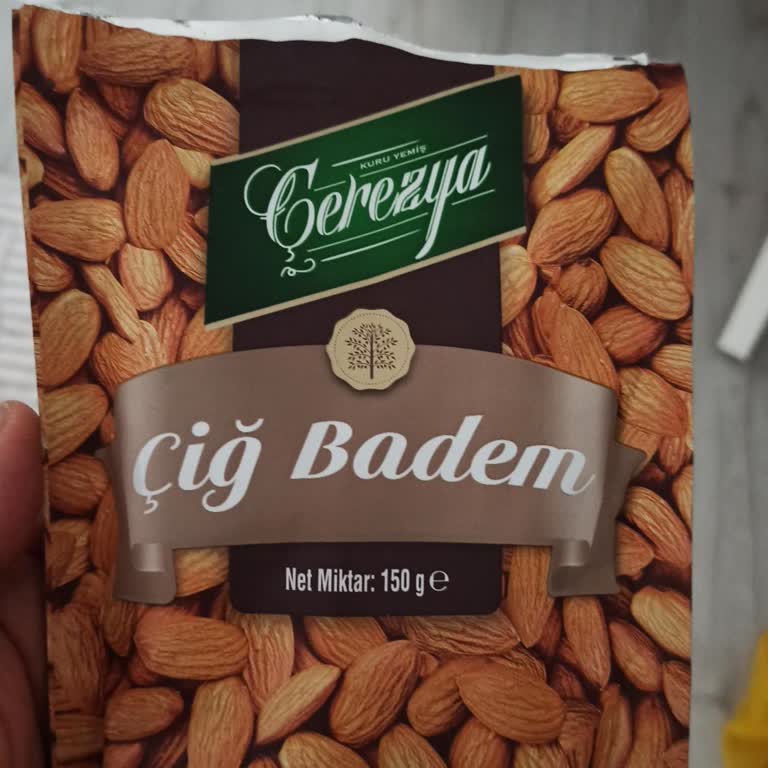 KURU YEMİŞ
Çerezya
Çiğ Badem
Net Miktar: 150 g ℮